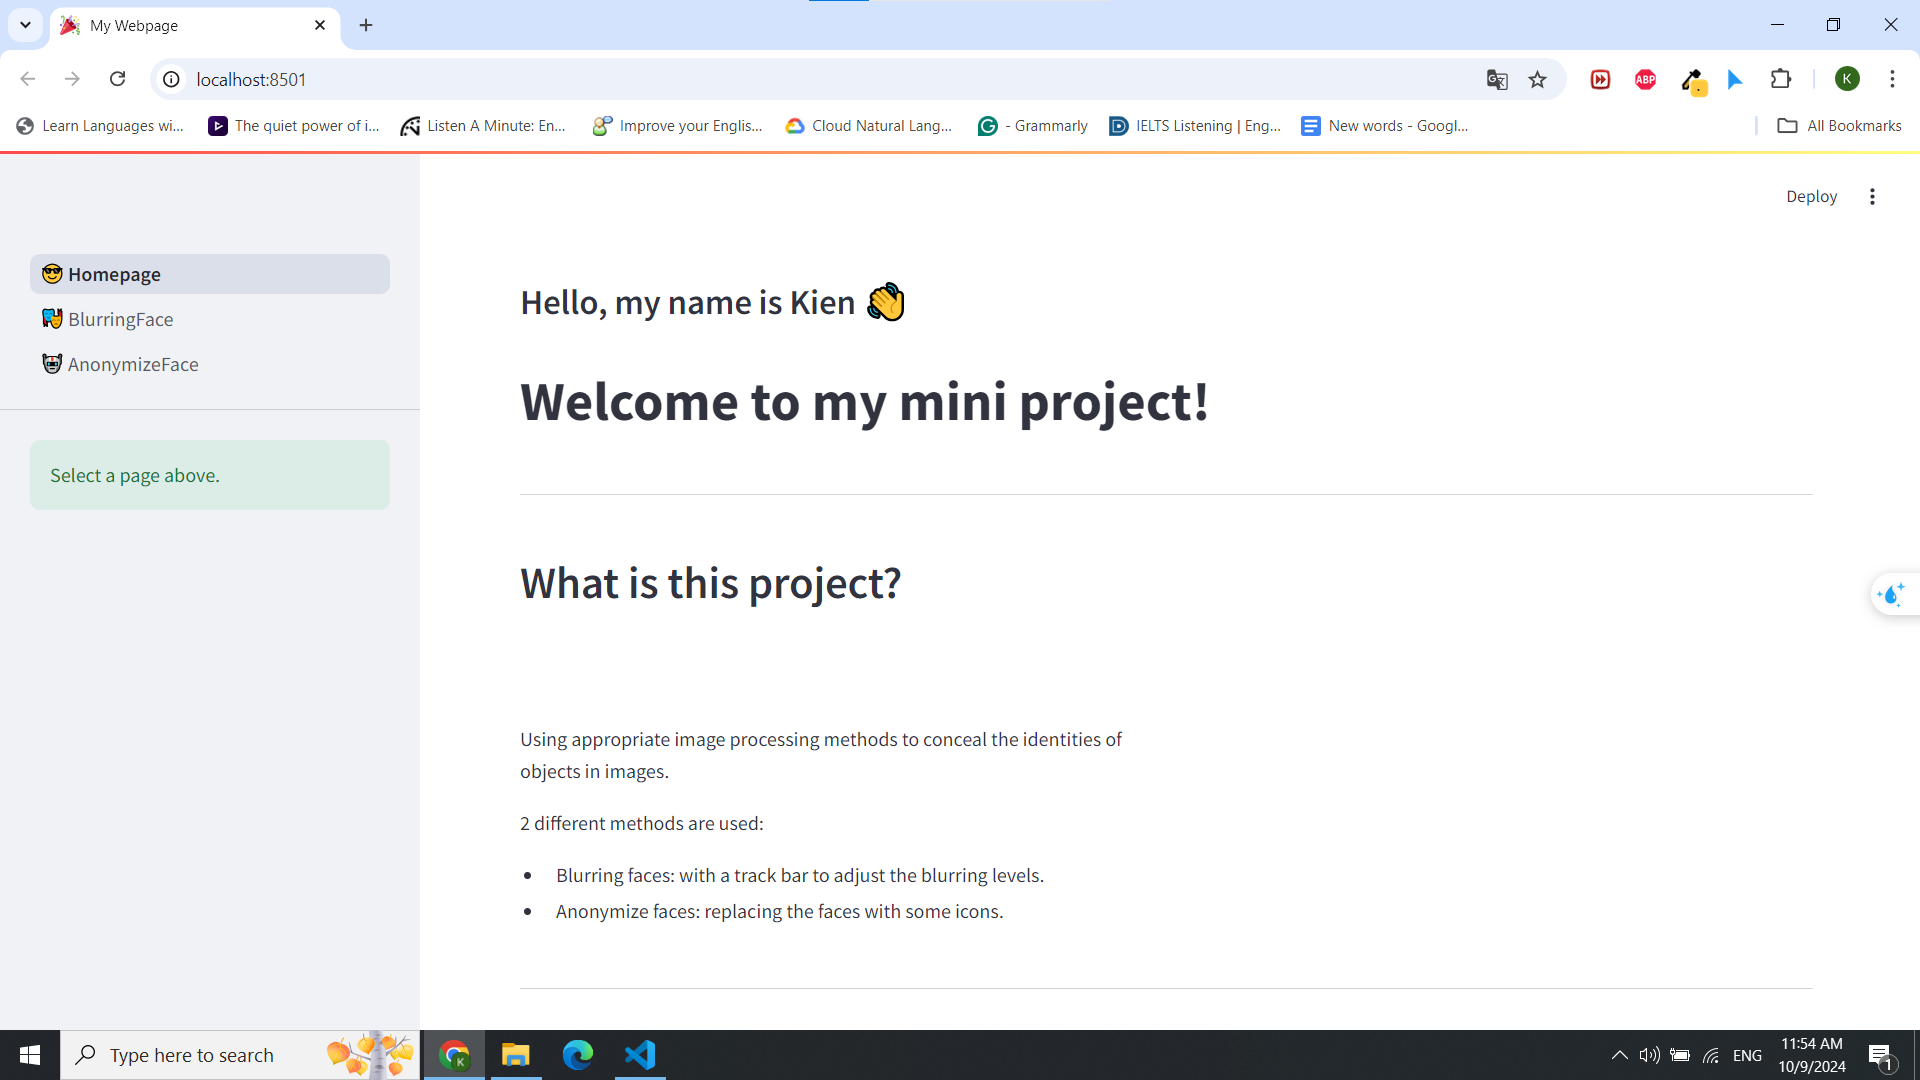 My Webpage
localhost:8501
Learn Languages wi...
The quiet power of i...
Listen A Minute: En...
Improve your Englis...
Cloud Natural Lang...
- Grammarly
IELTS Listening | Eng...
New words - Googl...
All Bookmarks
ABP
K
Deploy
Homepage
BlurringFace
AnonymizeFace
Select a page above.
Hello, my name is Kien 👋
Welcome to my mini project!
What is this project?
Using appropriate image processing methods to conceal the identities of
objects in images.
2 different methods are used:
• Blurring faces: with a track bar to adjust the blurring levels.
• Anonymize faces: replacing the faces with some icons.
Type here to search
K
ENG
11:54 AM
10/9/2024
1